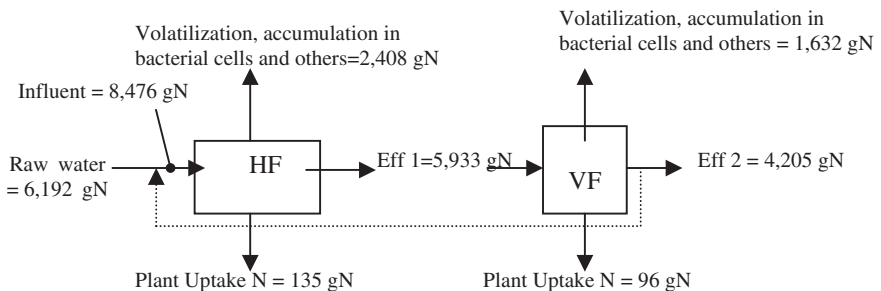 Volatilization, accumulation in
bacterial cells and others=2,408 gN
Volatilization, accumulation in
bacterial cells and others = 1,632 gN
Influent = 8,476 gN
Raw water
= 6,192 gN
HF
Eff 1=5,933 gN
VF
Eff 2 = 4,205 gN
Plant Uptake N = 135 gN
Plant Uptake N = 96 gN